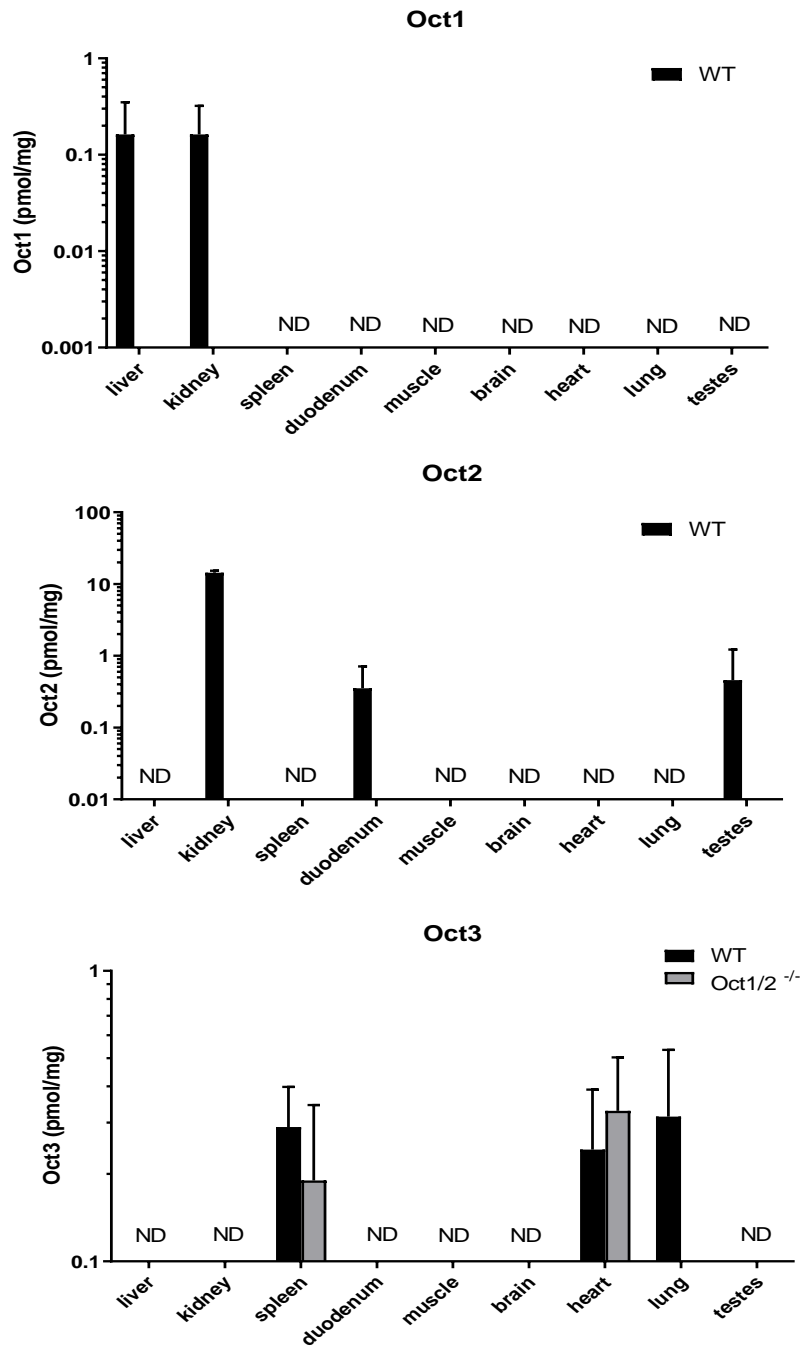 Oct1
WT
Oct1 (pmol/mg)
1
0.1
0.01
0.001
ND ND ND ND ND ND ND
liver kidney spleen duodenum muscle brain heart lung testes
Oct2
WT
Oct2 (pmol/mg)
100
10
1
0.1
0.01
ND ND ND ND ND ND
liver kidney spleen duodenum muscle brain heart lung testes
Oct3
WT
Oct1/2 -/-
Oct3 (pmol/mg)
1
0.1
ND ND ND ND ND ND
liver kidney spleen duodenum muscle brain heart lung testes